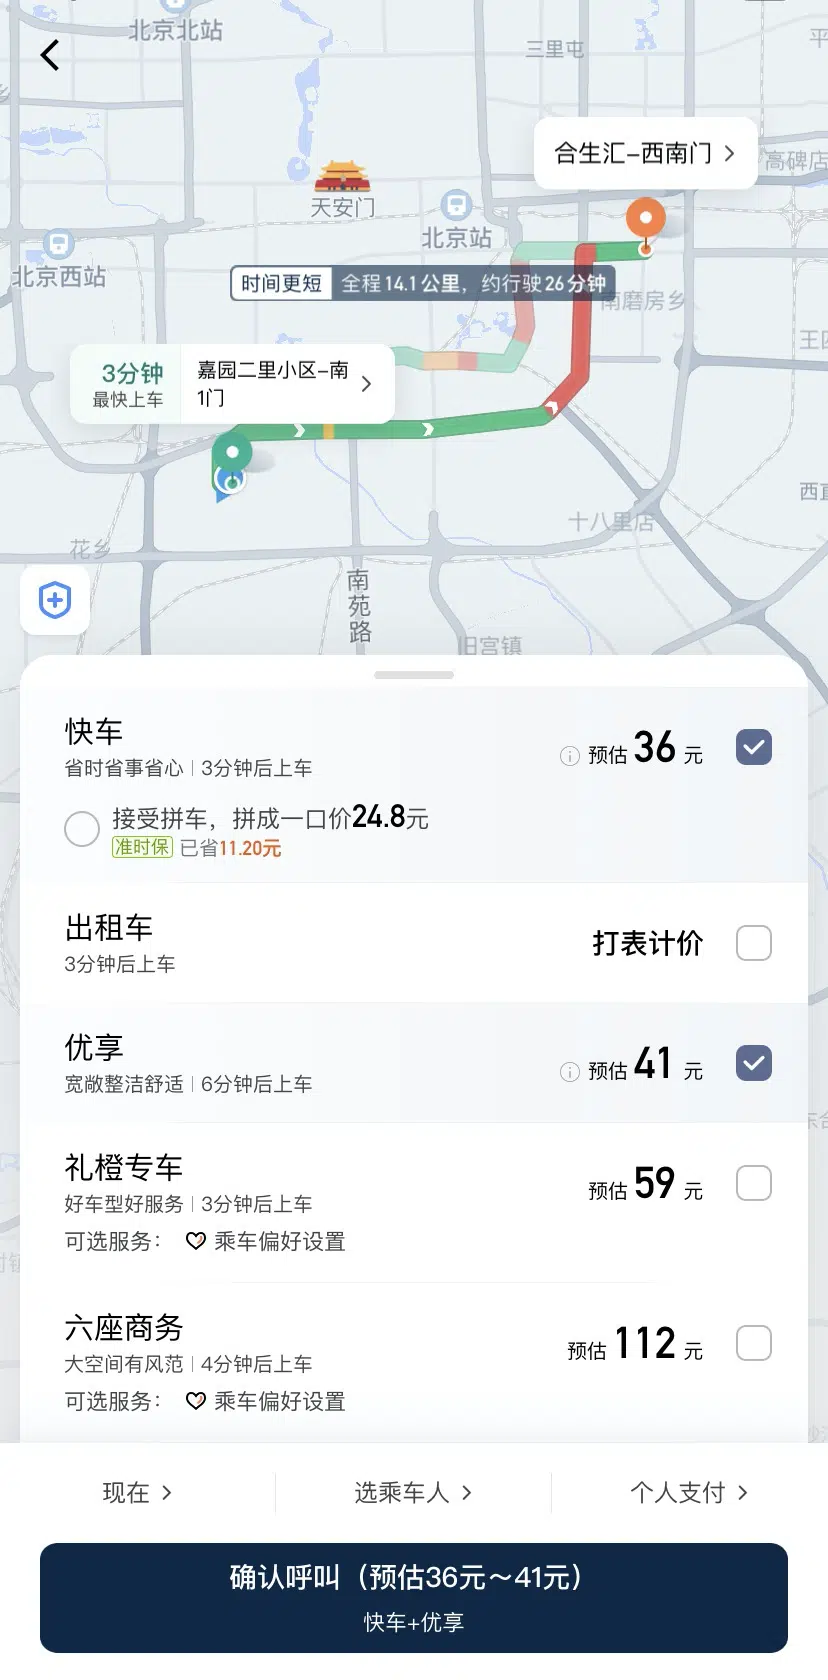 北京北站
三里屯
平
合生汇-西南门
高碑店
天安门
北京站
北京西站
时间更短 全程14.1公里，约行驶26分钟
南磨房乡
王四
3分钟
最快上车
嘉园二里小区-南
1门
西直
十八里店
花乡
南苑路
旧宫镇
快车
省时省事省心 | 3分钟后上车
预估36元
接受拼车，拼成一口价24.8元
准时保 已省11.20元
出租车
3分钟后上车
打表计价
优享
宽敞整洁舒适 | 6分钟后上车
预估41元
礼橙专车
好车型好服务 | 3分钟后上车
预估59元
可选服务： 乘车偏好设置
六座商务
大空间有风范 | 4分钟后上车
预估112元
可选服务： 乘车偏好设置
现在
选乘车人
个人支付
确认呼叫（预估36元～41元）
快车+优享